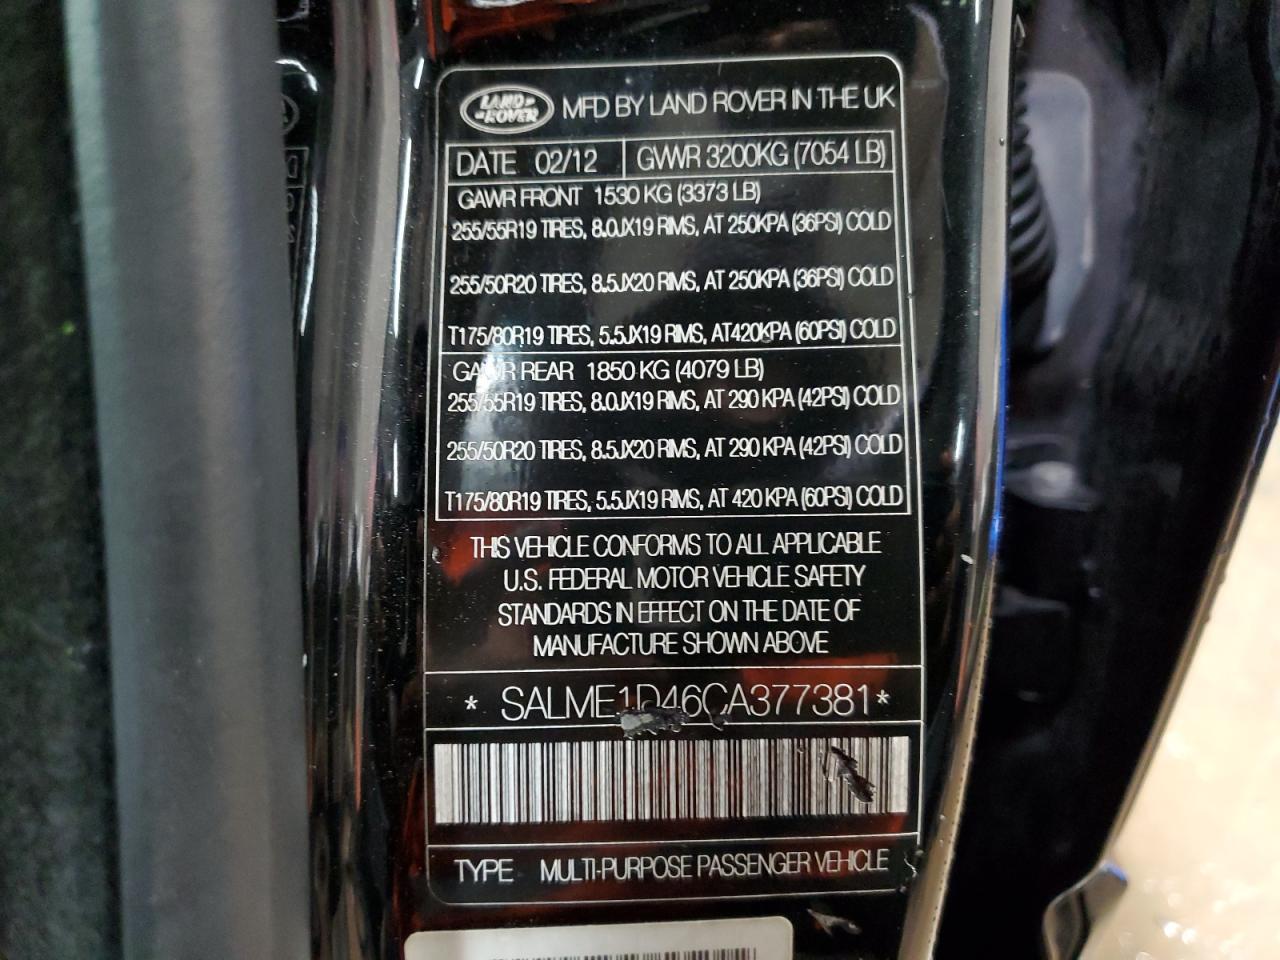 LAND ROVER MFD BY LAND ROVER IN THE UK
DATE 02/12 GVWR 3200KG (7054 LB)
GAWR FRONT 1530 KG (3373 LB)
255/55R19 TIRES, 8.0JX19 RIMS, AT 250KPA (36PSI) COLD
255/50R20 TIRES, 8.5JX20 RIMS, AT 250KPA (36PSI) COLD
T175/80R19 TIRES, 5.5JX19 RIMS, AT 420KPA (60PSI) COLD
GAWR REAR 1850 KG (4079 LB)
255/55R19 TIRES, 8.0JX19 RIMS, AT 290 KPA (42PSI) COLD
255/50R20 TIRES, 8.5JX20 RIMS, AT 290 KPA (42PSI) COLD
T175/80R19 TIRES, 5.5JX19 RIMS, AT 420 KPA (60PSI) COLD
THIS VEHICLE CONFORMS TO ALL APPLICABLE
U.S. FEDERAL MOTOR VEHICLE SAFETY
STANDARDS IN EFFECT ON THE DATE OF
MANUFACTURE SHOWN ABOVE
* SALME1D46CA377381 *
TYPE MULTI-PURPOSE PASSENGER VEHICLE